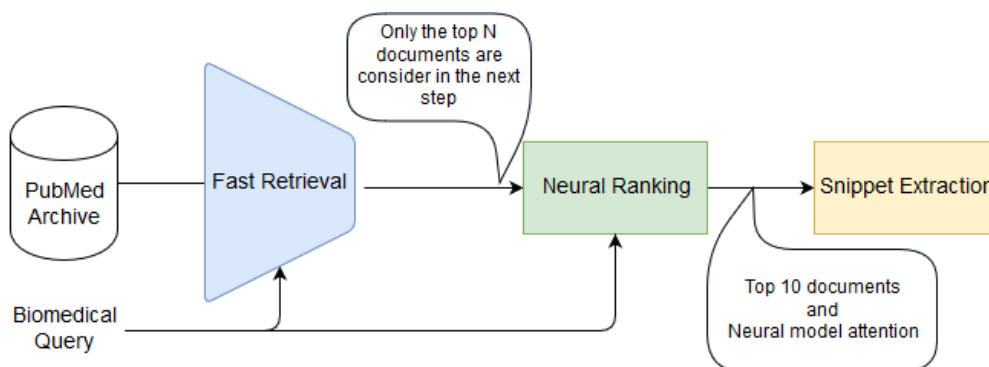 Only the top N
documents are
consider in the next
step
PubMed
Archive
Fast Retrieval
Neural Ranking
Snippet Extraction
Biomedical
Query
Top 10 documents
and
Neural model attention